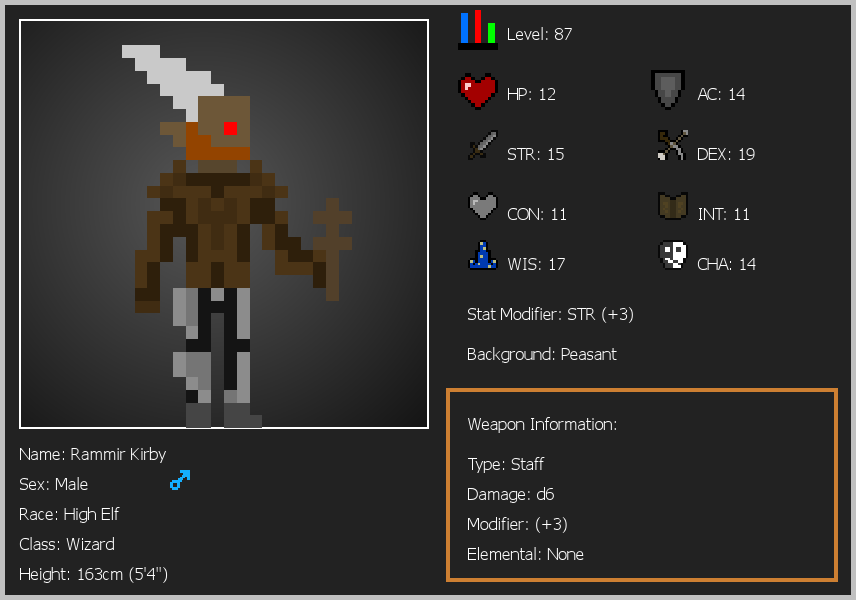 Level: 87
HP: 12
AC: 14
STR: 15
DEX: 19
CON: 11
INT: 11
WIS: 17
CHA: 14
Stat Modifier: STR (+3)
Background: Peasant
Weapon Information:
Type: Staff
Damage: d6
Modifier: (+3)
Elemental: None
Name: Rammir Kirby
Sex: Male
Race: High Elf
Class: Wizard
Height: 163cm (5'4")